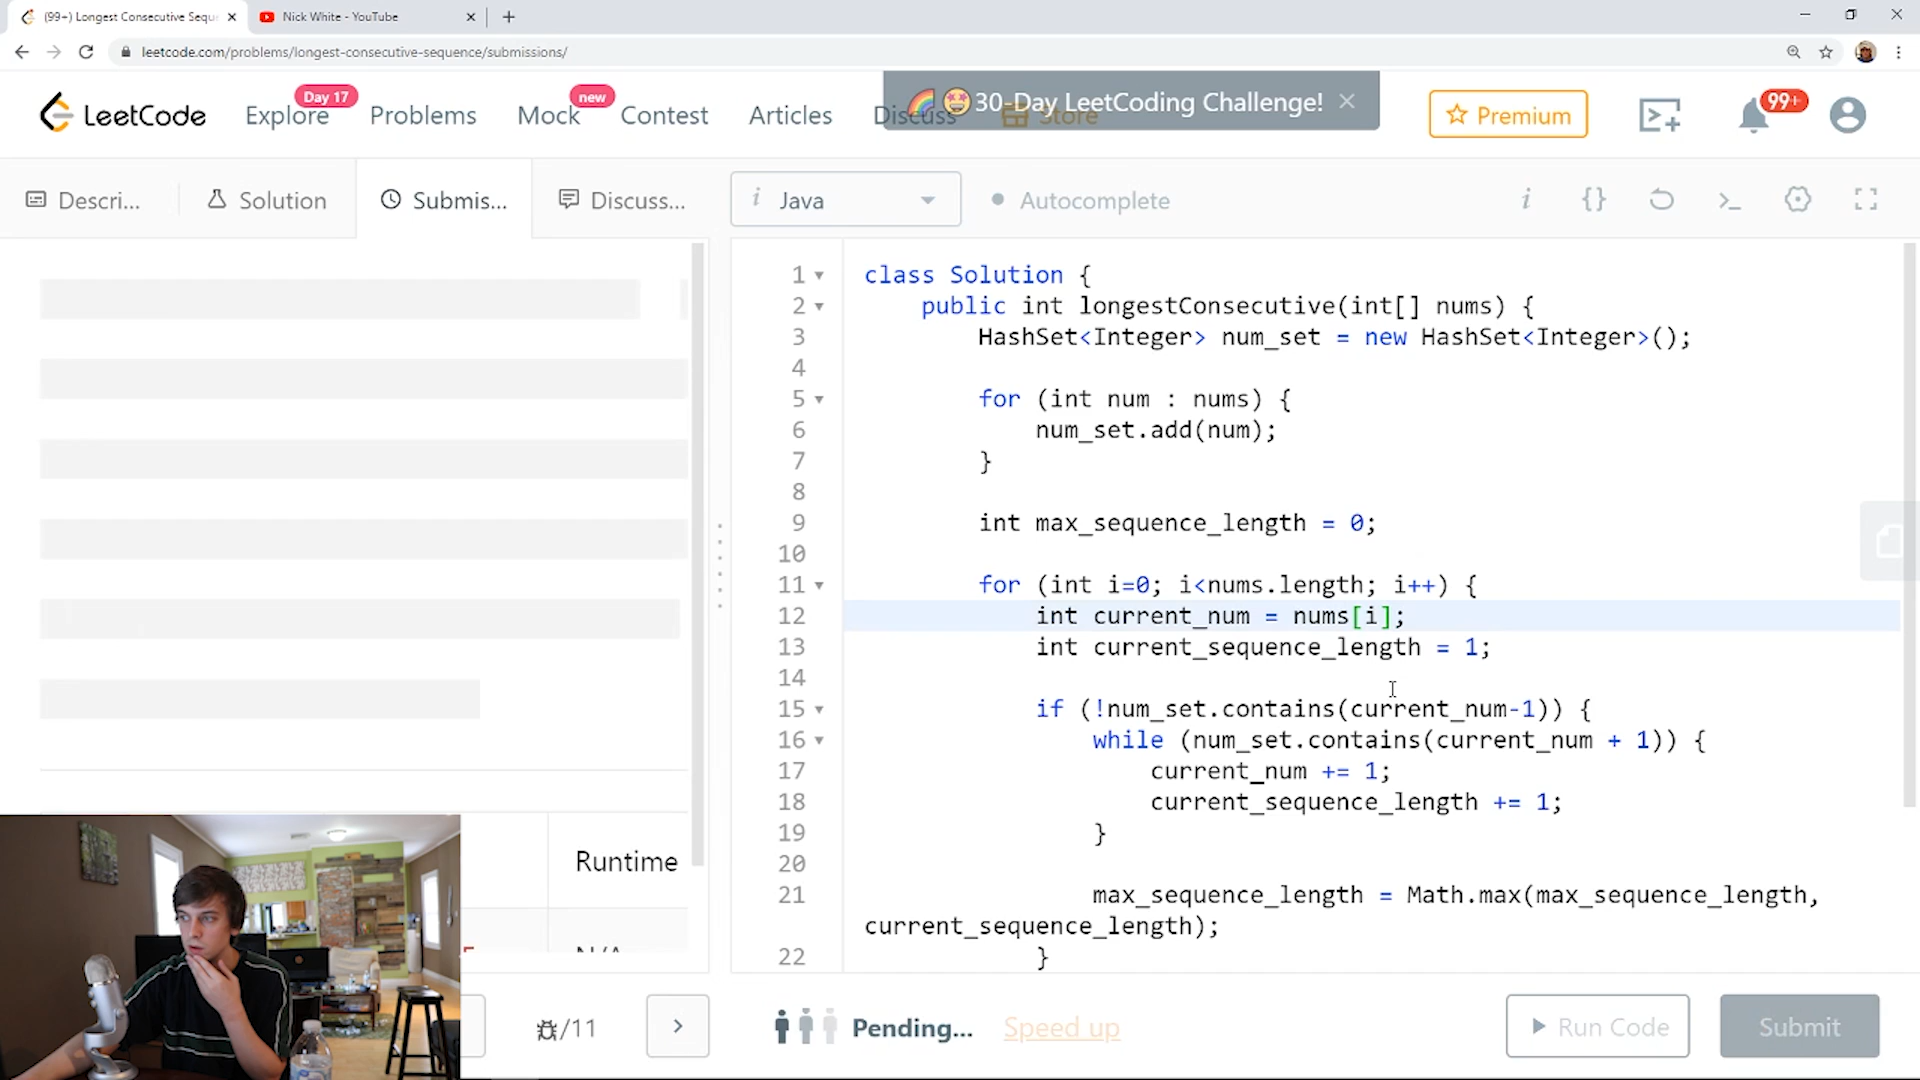 (99+) Longest Consecutive Sequ
Nick White - YouTube
leetcode.com/problems/longest-consecutive-sequence/submissions/
LeetCode
Explore
Day 17
Problems
Mock
new
Contest
Articles
Discuss
Store
30-Day LeetCoding Challenge!
Premium
99+
Descri...
Solution
Submis...
Discuss...
i Java
Autocomplete
i {}
1 class Solution {
2 public int longestConsecutive(int[] nums) {
3 HashSet<Integer> num_set = new HashSet<Integer>();
4
5 for (int num : nums) {
6 num_set.add(num);
7 }
8
9 int max_sequence_length = 0;
10
11 for (int i=0; i<nums.length; i++) {
12 int current_num = nums[i];
13 int current_sequence_length = 1;
14
15 if (!num_set.contains(current_num-1)) {
16 while (num_set.contains(current_num + 1)) {
17 current_num += 1;
18 current_sequence_length += 1;
19 }
20
21 max_sequence_length = Math.max(max_sequence_length,
current_sequence_length);
22 }
Runtime
/11
Pending...
Speed up
Run Code
Submit